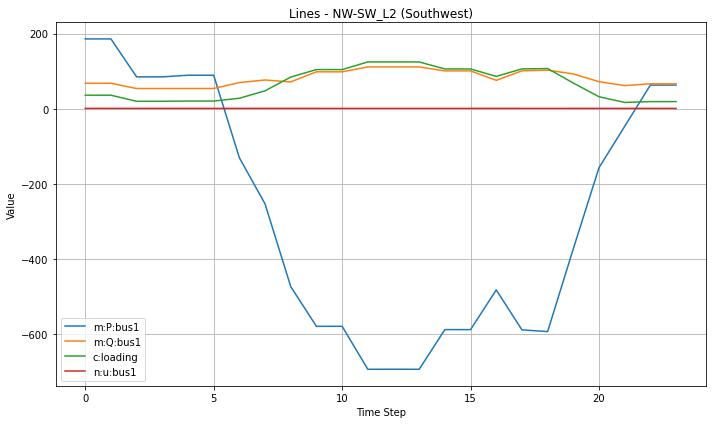 Lines - NW-SW_L2 (Southwest)
200
0
−200
−400
−600
Value
m:P:bus1
m:Q:bus1
c:loading
n:u:bus1
0
5
10
15
20
Time Step